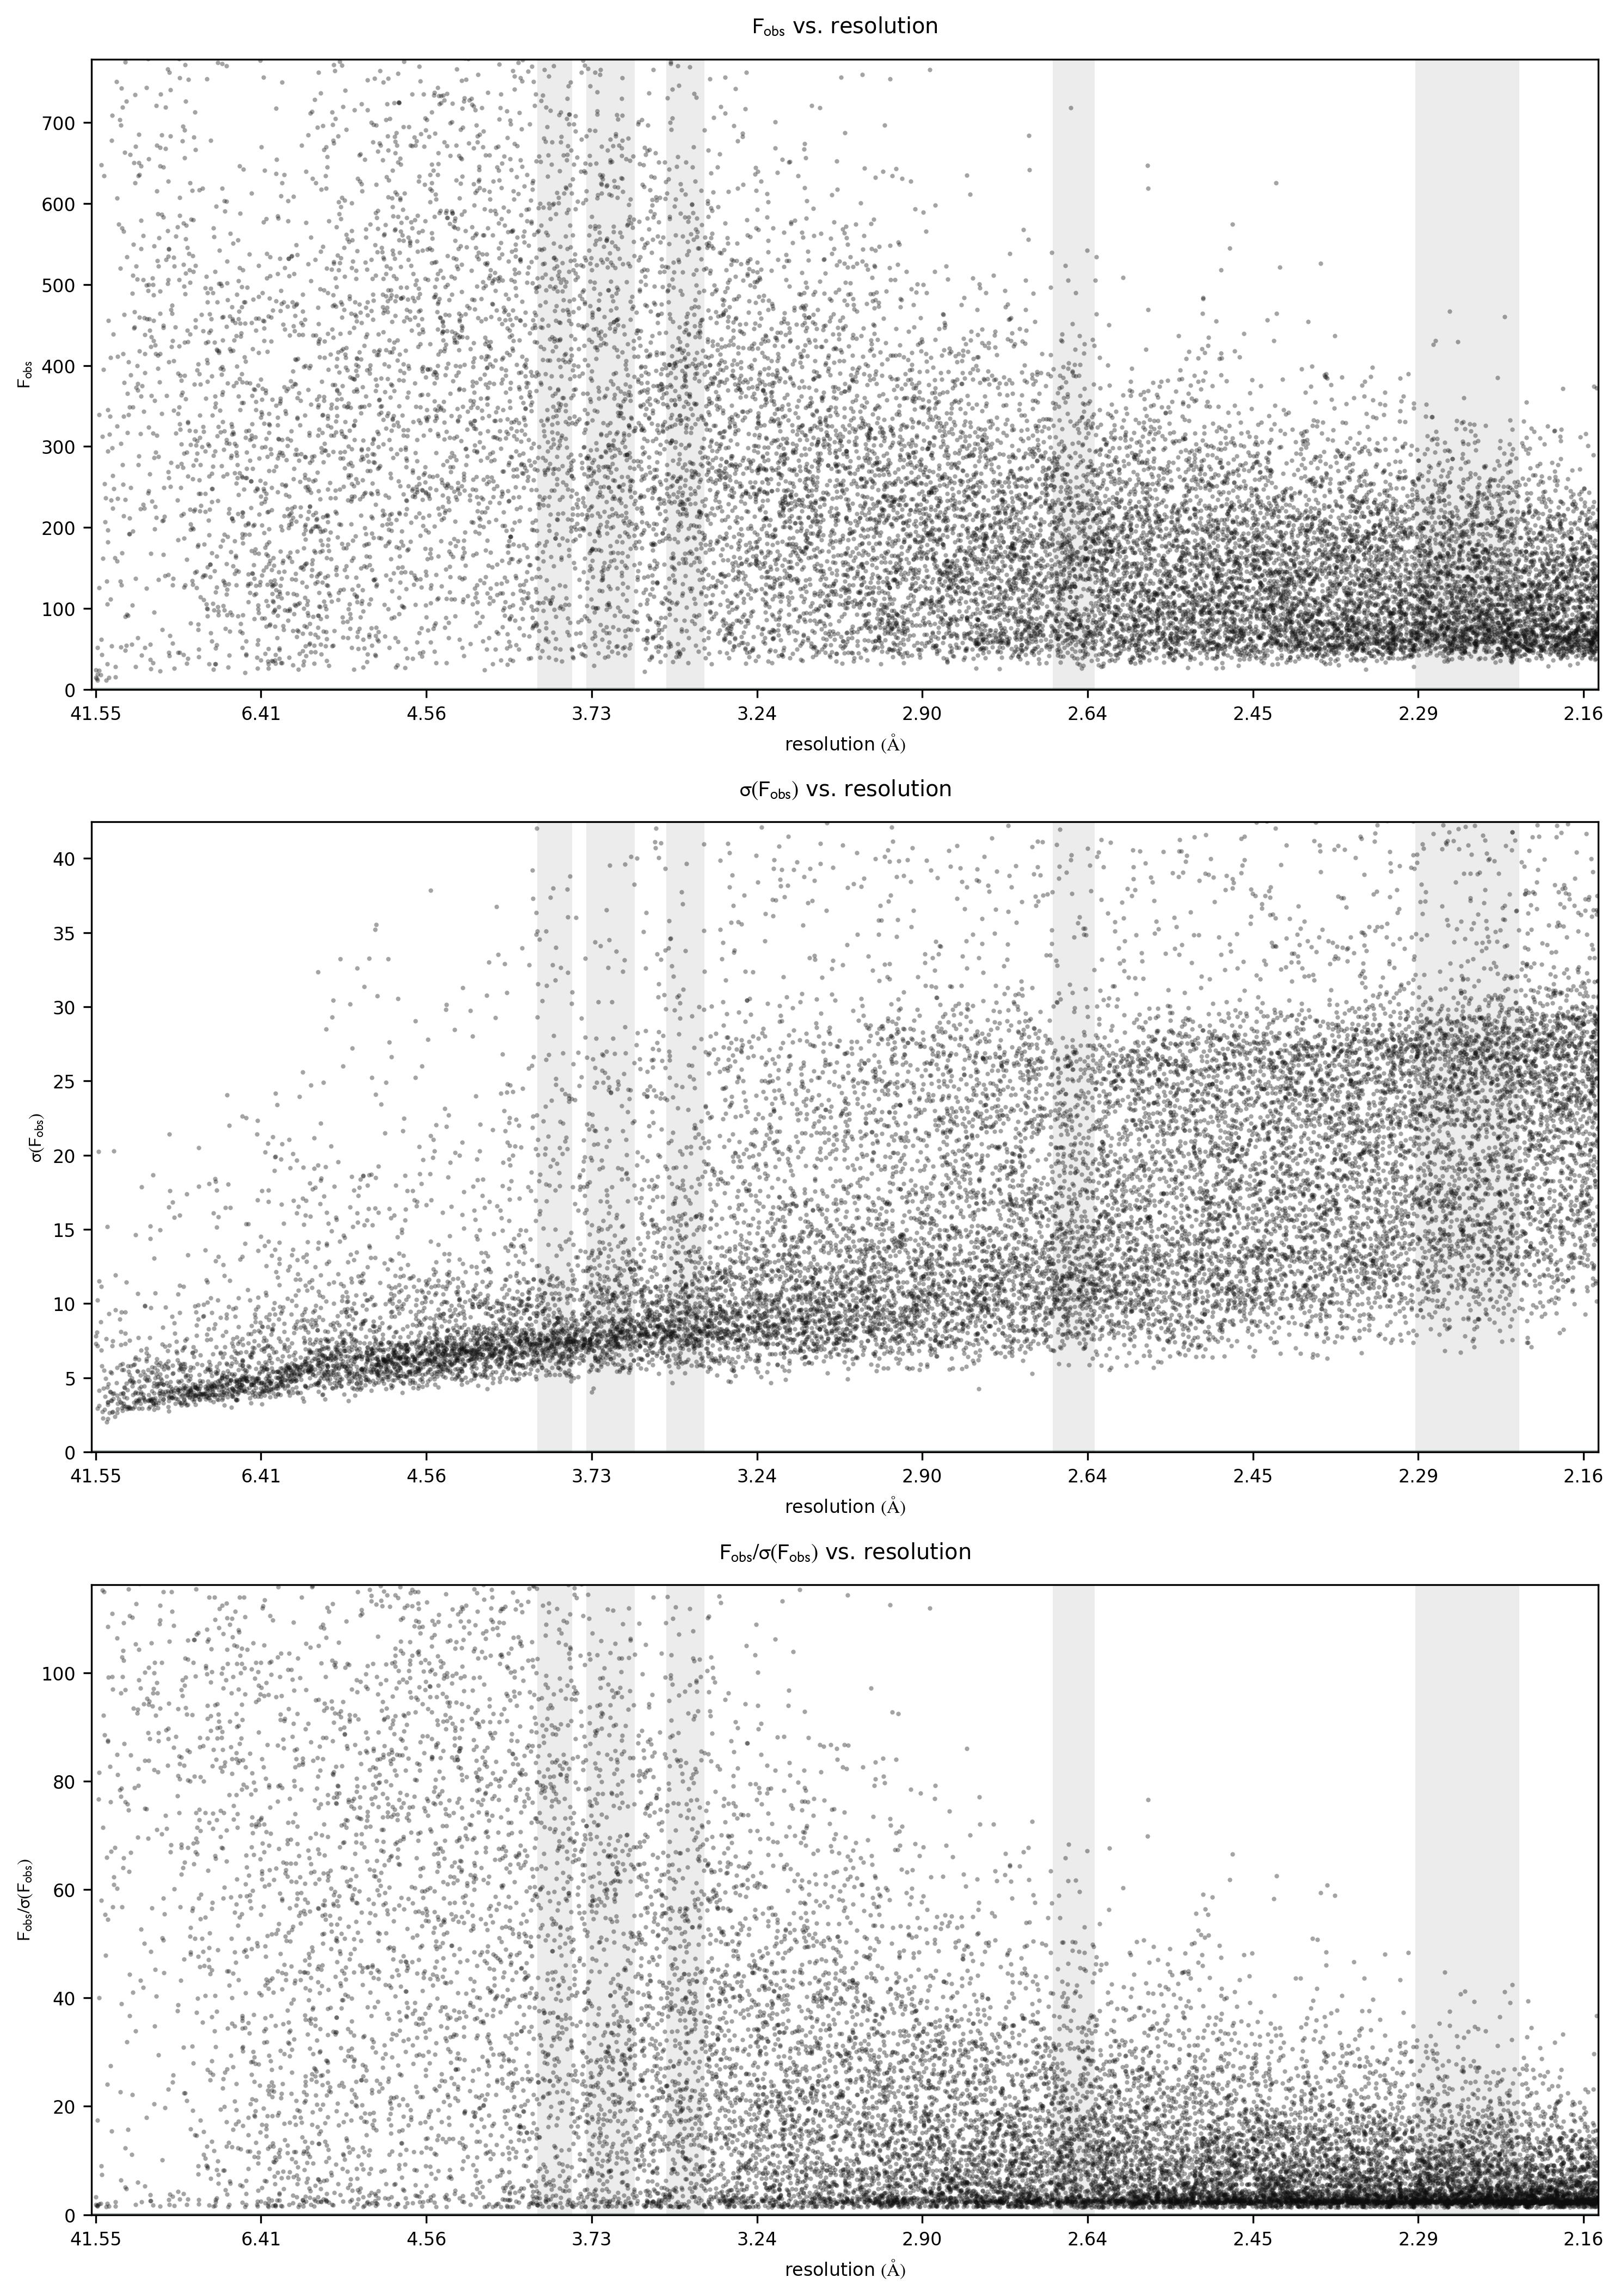 Fobs vs. resolution
700
600
500
400
300
200
100
0
Fobs
41.55 6.41 4.56 3.73 3.24 2.90 2.64 2.45 2.29 2.16
resolution (Å)
σ(Fobs) vs. resolution
40
35
30
25
20
15
10
5
0
σ(Fobs)
41.55 6.41 4.56 3.73 3.24 2.90 2.64 2.45 2.29 2.16
resolution (Å)
Fobs/σ(Fobs) vs. resolution
100
80
60
40
20
0
Fobs/σ(Fobs)
41.55 6.41 4.56 3.73 3.24 2.90 2.64 2.45 2.29 2.16
resolution (Å)